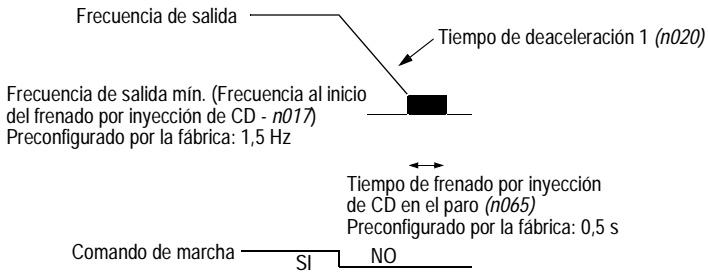 Frecuencia de salida
Tiempo de deaceleración 1 (n020)
Frecuencia de salida mín. (Frecuencia al inicio
del frenado por inyección de CD - n017)
Preconfigurado por la fábrica: 1,5 Hz
Tiempo de frenado por inyección
de CD en el paro (n065)
Preconfigurado por la fábrica: 0,5 s
Comando de marcha
SI
NO